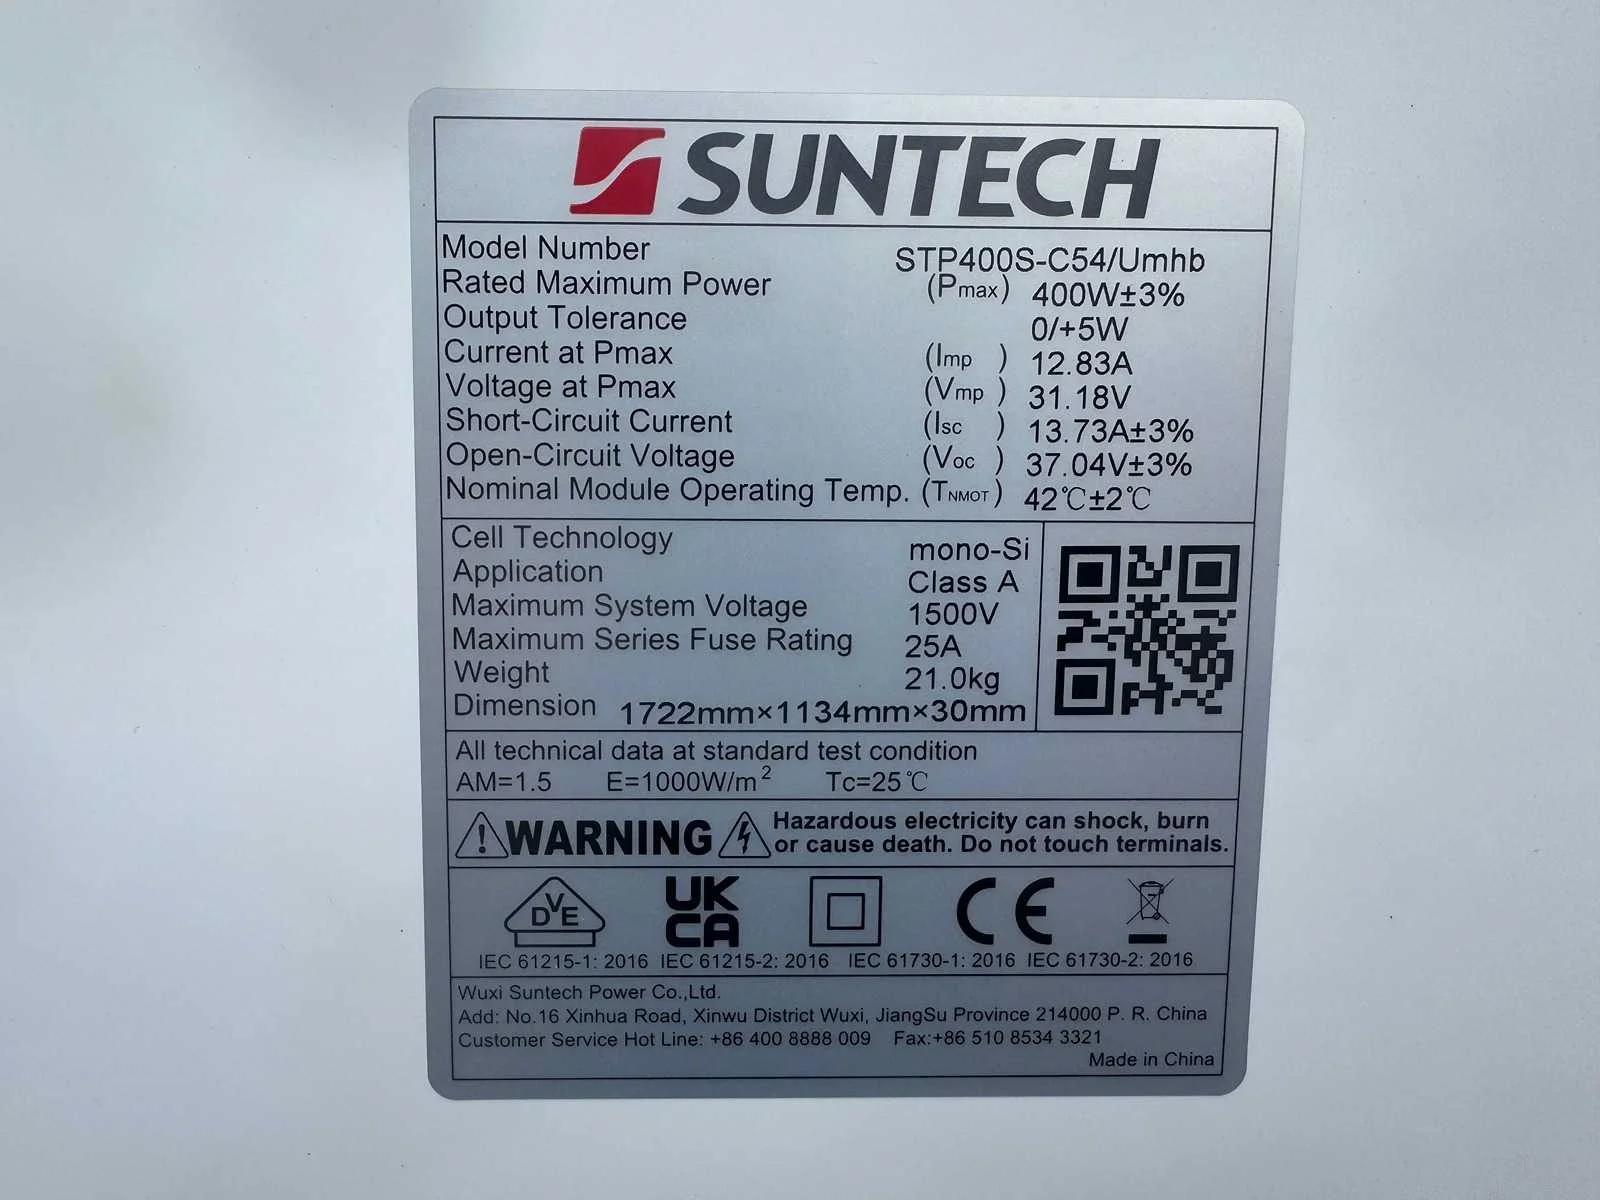 SUNTECH
Model Number STP400S-C54/Umhb
Rated Maximum Power (Pmax) 400W±3%
Output Tolerance 0/+5W
Current at Pmax (Imp ) 12.83A
Voltage at Pmax (Vmp ) 31.18V
Short-Circuit Current (Isc ) 13.73A±3%
Open-Circuit Voltage (Voc ) 37.04V±3%
Nominal Module Operating Temp. (TNMOT) 42℃±2℃
Cell Technology mono-Si
Application Class A
Maximum System Voltage 1500V
Maximum Series Fuse Rating 25A
Weight 21.0kg
Dimension 1722mm×1134mm×30mm
All technical data at standard test condition
AM=1.5 E=1000W/m² Tc=25℃
WARNING Hazardous electricity can shock, burn
or cause death. Do not touch terminals.
DVE UK CA CE
IEC 61215-1: 2016 IEC 61215-2: 2016 IEC 61730-1: 2016 IEC 61730-2: 2016
Wuxi Suntech Power Co.,Ltd.
Add: No.16 Xinhua Road, Xinwu District Wuxi, JiangSu Province 214000 P. R. China
Customer Service Hot Line: +86 400 8888 009 Fax:+86 510 8534 3321
Made in China